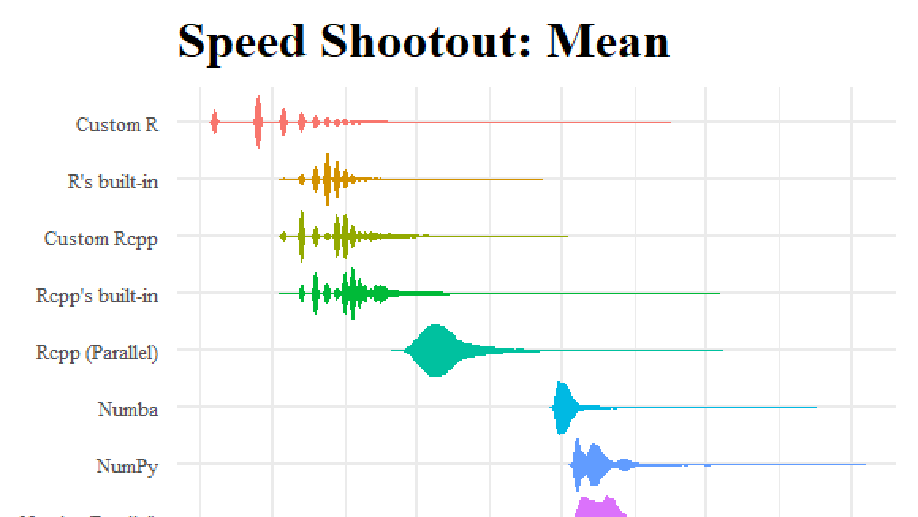 Speed Shootout: Mean
Custom R
R's built-in
Custom Rcpp
Rcpp's built-in
Rcpp (Parallel)
Numba
NumPy